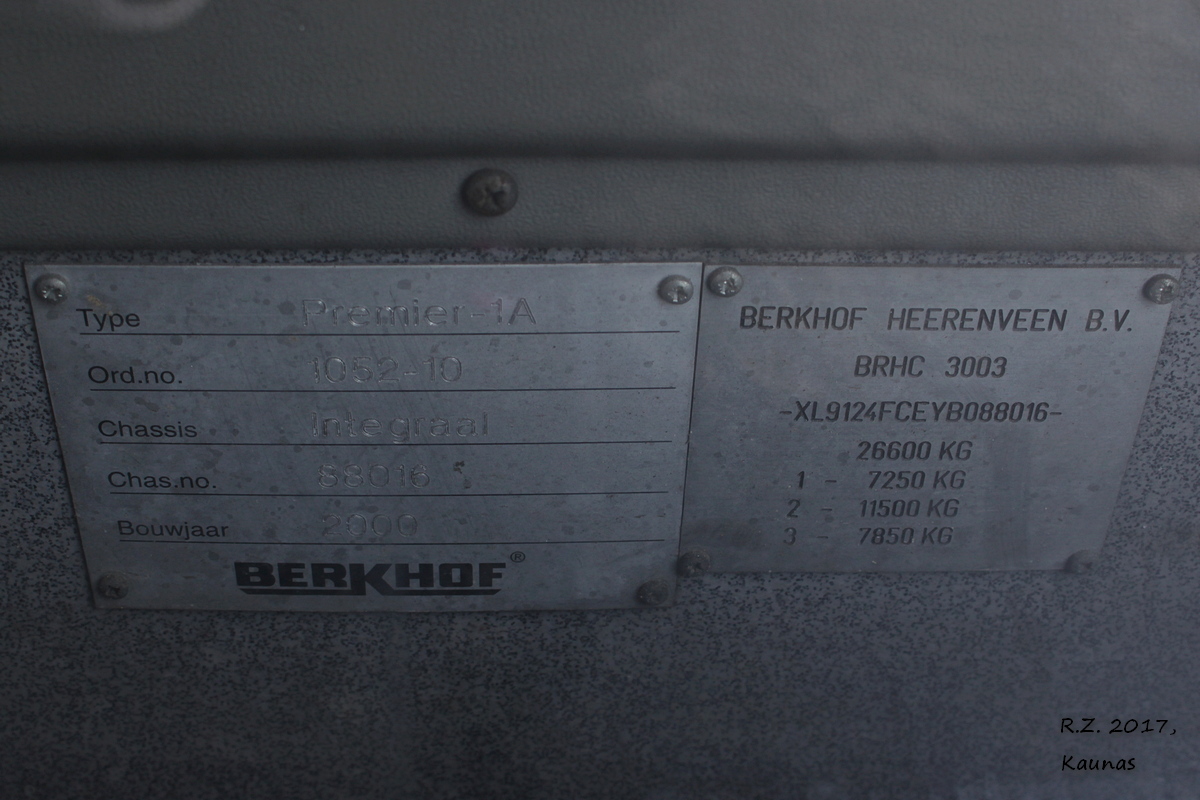 Type Premier-1A
Ord.no. 1052-10
Chassis Integraal
Chas.no. 88016
Bouwjaar 2000
BERKHOF®
BERKHOF HEERENVEEN B.V.
BRHC 3003
-XL9124FCEYB088016-
26600 KG
1 - 7250 KG
2 - 11500 KG
3 - 7850 KG
R.Z. 2017,
Kaunas